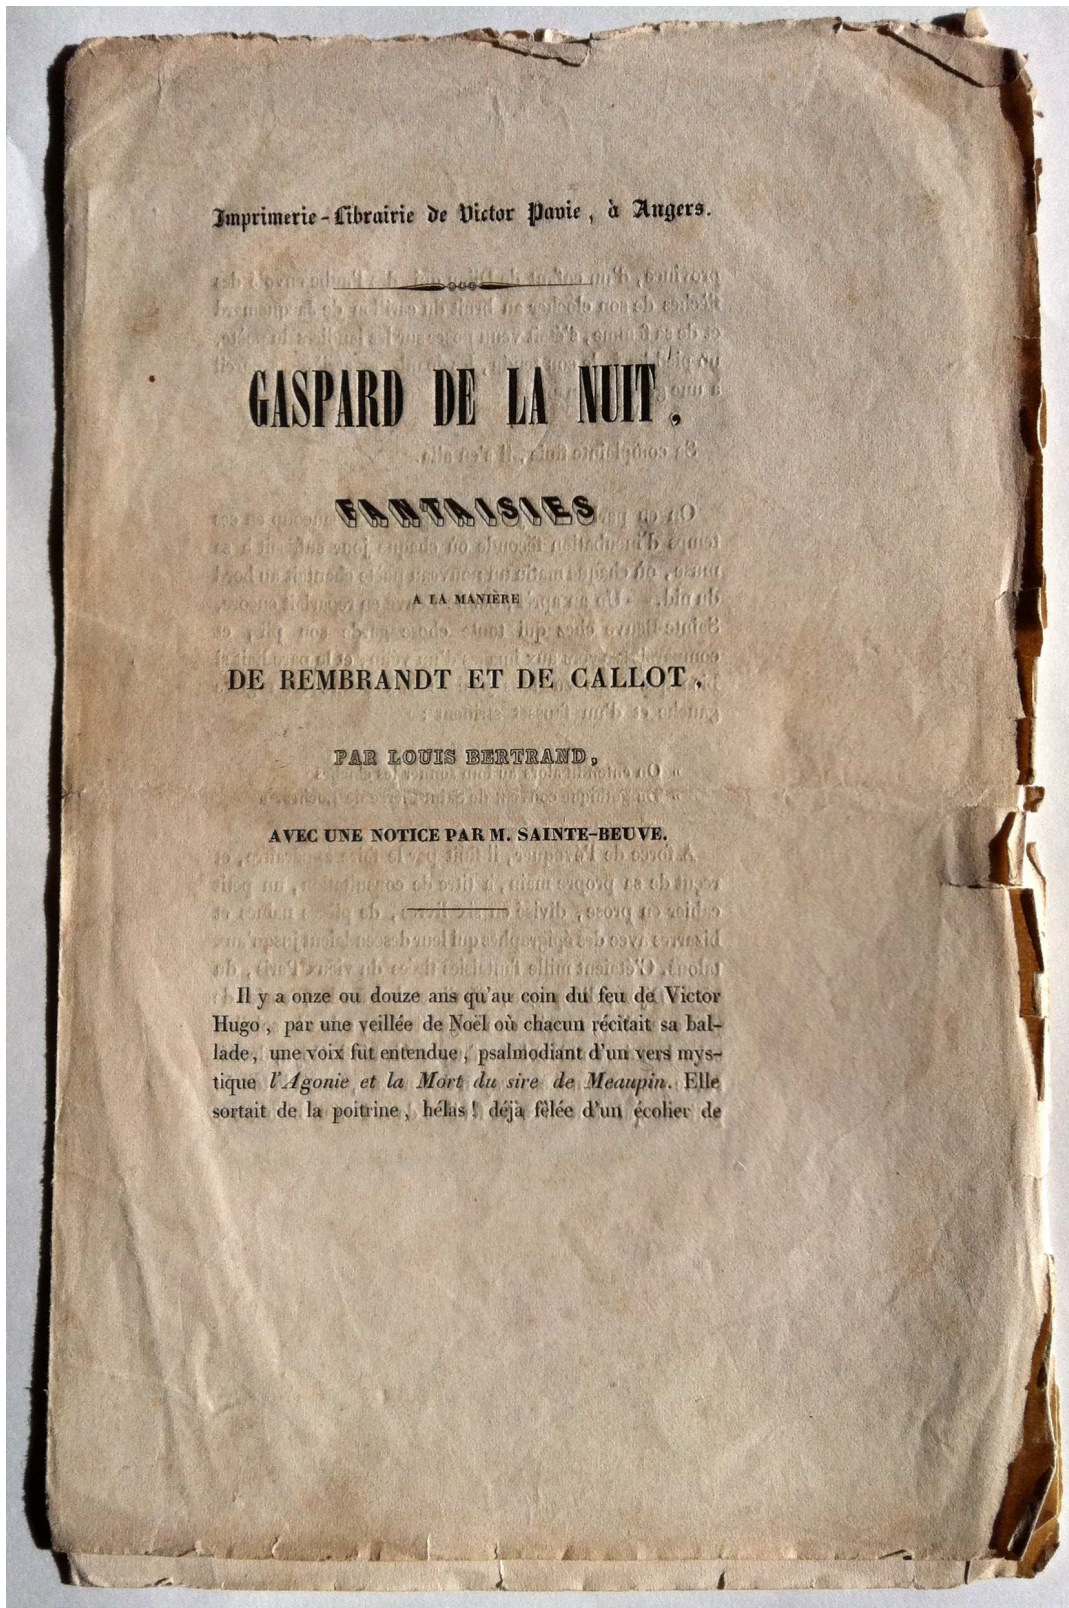 Imprimerie-Librairie de Victor Pavie, à Angers.
GASPARD DE LA NUIT,
FANTAISIES
A LA MANIÈRE
DE REMBRANDT ET DE CALLOT,
PAR LOUIS BERTRAND,
AVEC UNE NOTICE PAR M. SAINTE-BEUVE.
Il y a onze ou douze ans qu'au coin du feu de Victor
Hugo, par une veillée de Noël où chacun récitait sa bal-
lade, une voix fut entendue, psalmodiant d'un vers mys-
tique l'Agonie et la Mort du sire de Meaupin. Elle
sortait de la poitrine, hélas! déjà fêlée d'un écolier de